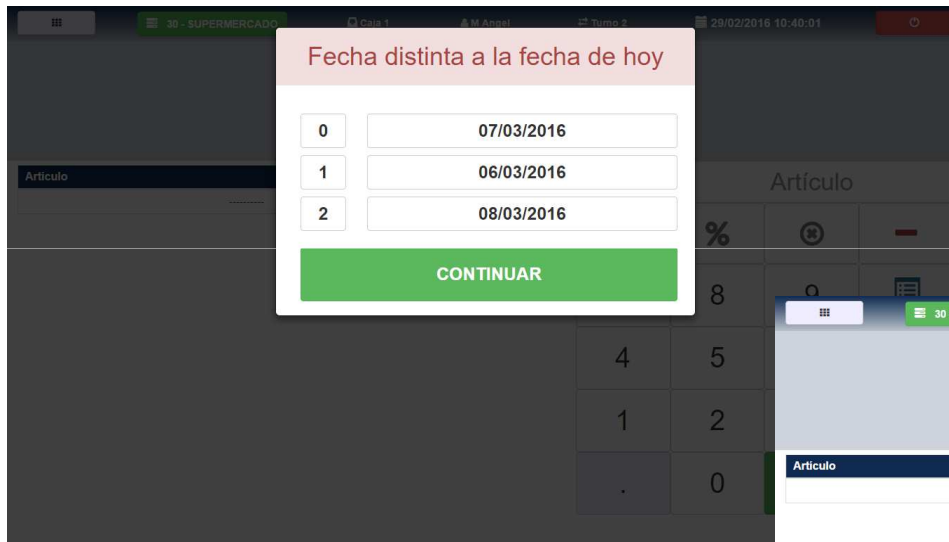 30 - SUPERMERCADO Caja 1 M Angel Turno 2 29/02/2016 10:40:01
Fecha distinta a la fecha de hoy
0 07/03/2016
1 06/03/2016
2 08/03/2016
CONTINUAR
Artículo
----------
Artículo
%
8 9
4 5
1 2
. 0
30
Artículo